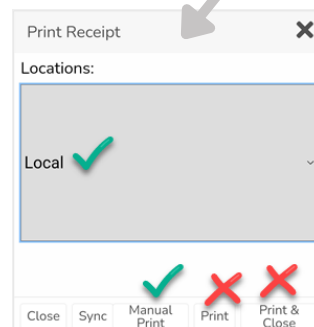 Print Receipt
Locations:
Local
Close Sync Manual Print Print Print & Close